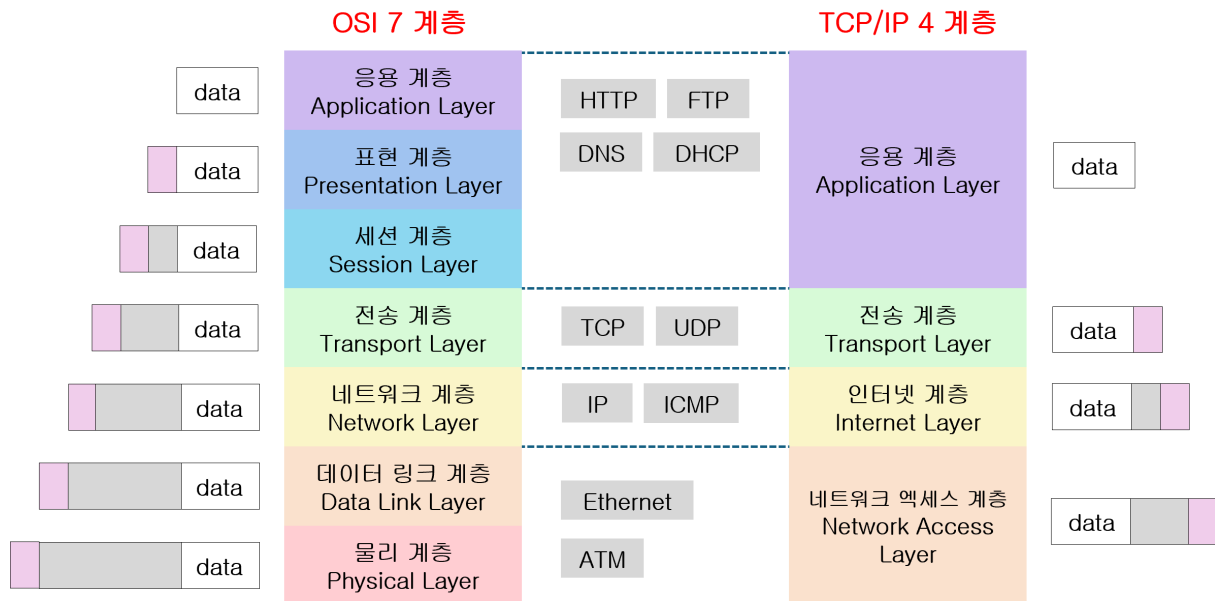 OSI 7 계층
TCP/IP 4 계층
data
응용 계층
Application Layer
HTTP
FTP
data
표현 계층
Presentation Layer
DNS
DHCP
응용 계층
Application Layer
data
data
세션 계층
Session Layer
data
전송 계층
Transport Layer
TCP
UDP
전송 계층
Transport Layer
data
data
네트워크 계층
Network Layer
IP
ICMP
인터넷 계층
Internet Layer
data
data
데이터 링크 계층
Data Link Layer
Ethernet
네트워크 엑세스 계층
Network Access
Layer
data
data
물리 계층
Physical Layer
ATM